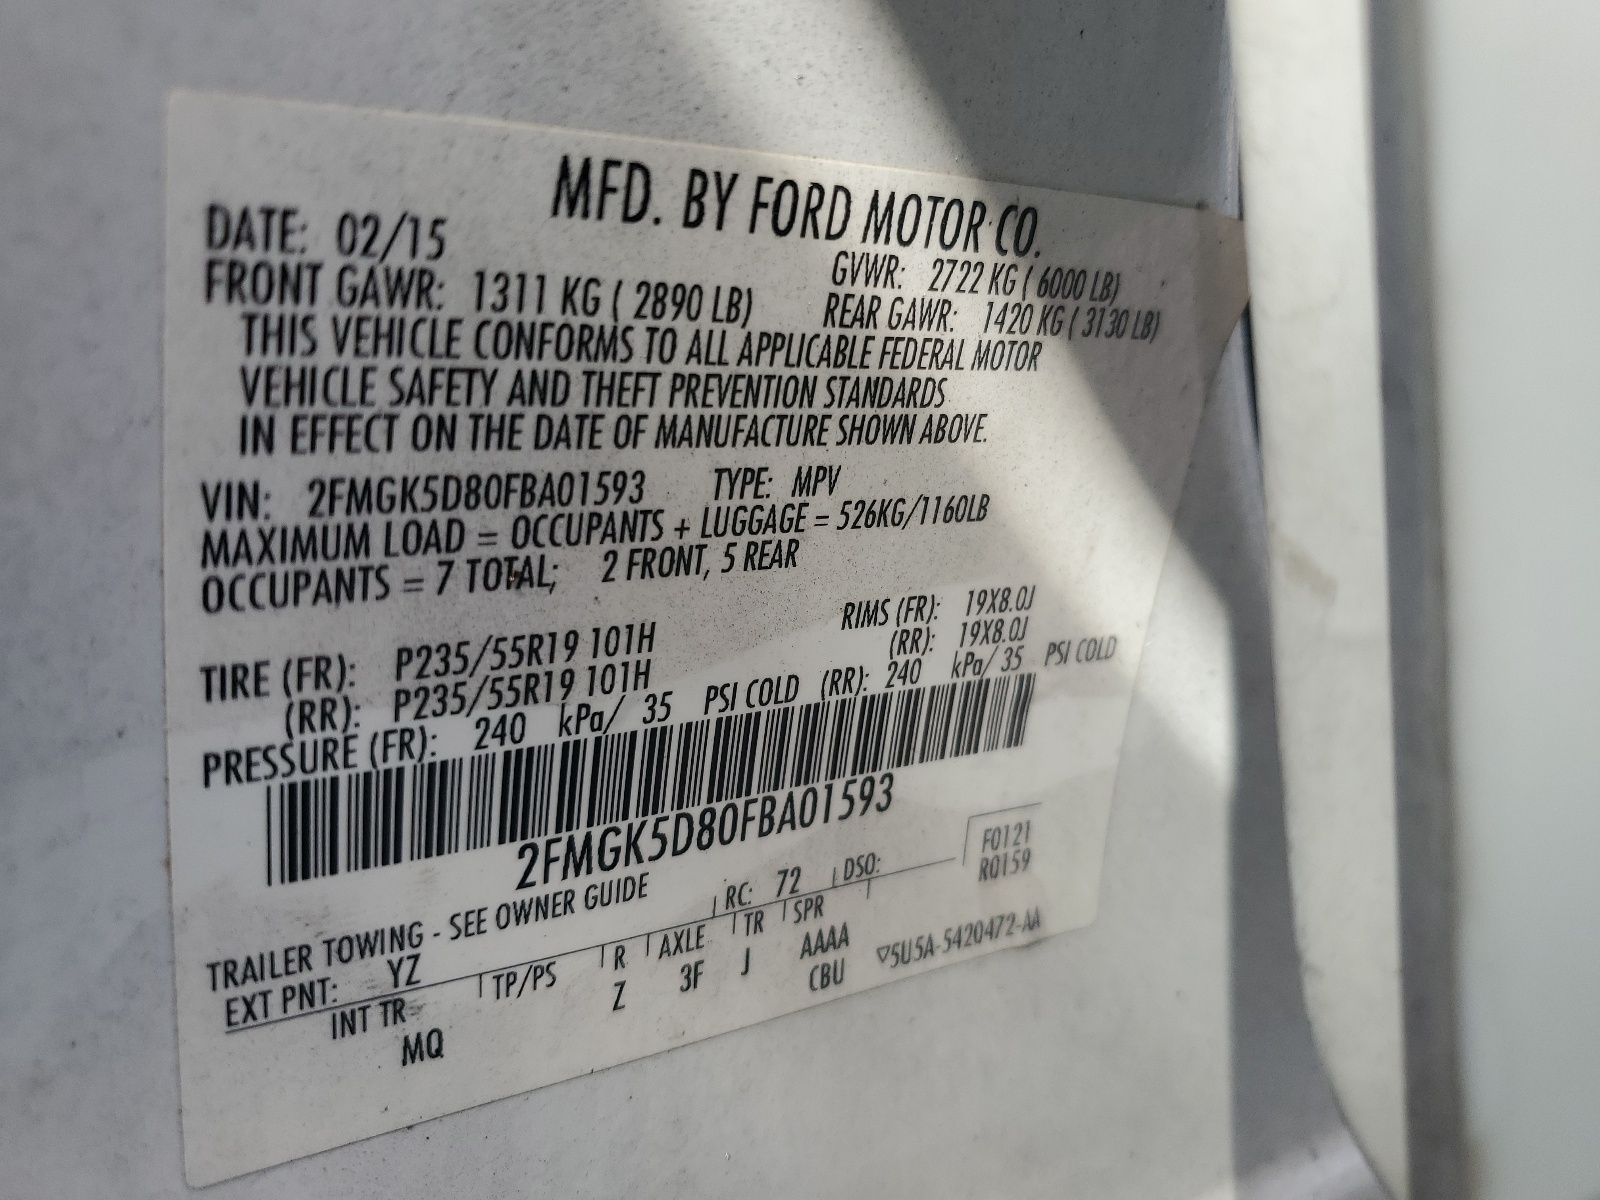 MFD. BY FORD MOTOR CO.
DATE: 02/15
GVWR: 2722 KG ( 6000 LB)
FRONT GAWR: 1311 KG ( 2890 LB)
REAR GAWR: 1420 KG ( 3130 LB)
THIS VEHICLE CONFORMS TO ALL APPLICABLE FEDERAL MOTOR
VEHICLE SAFETY AND THEFT PREVENTION STANDARDS
IN EFFECT ON THE DATE OF MANUFACTURE SHOWN ABOVE.
VIN: 2FMGK5D80FBA01593 TYPE: MPV
MAXIMUM LOAD = OCCUPANTS + LUGGAGE = 526KG/1160LB
OCCUPANTS = 7 TOTAL; 2 FRONT, 5 REAR
TIRE (FR): P235/55R19 101H RIMS (FR): 19X8.0J
(RR): P235/55R19 101H (RR): 19X8.0J
PRESSURE (FR): 240 kPa/ 35 PSI COLD (RR): 240 kPa/ 35 PSI COLD
2FMGK5D80FBA01593
F0121
R0159
TRAILER TOWING - SEE OWNER GUIDE
EXT PNT: YZ RC: 72 DSO:
INT TR TP/PS R AXLE TR SPR
MQ Z 3F J AAAA
CBU
▽5U5A-5420472-AA